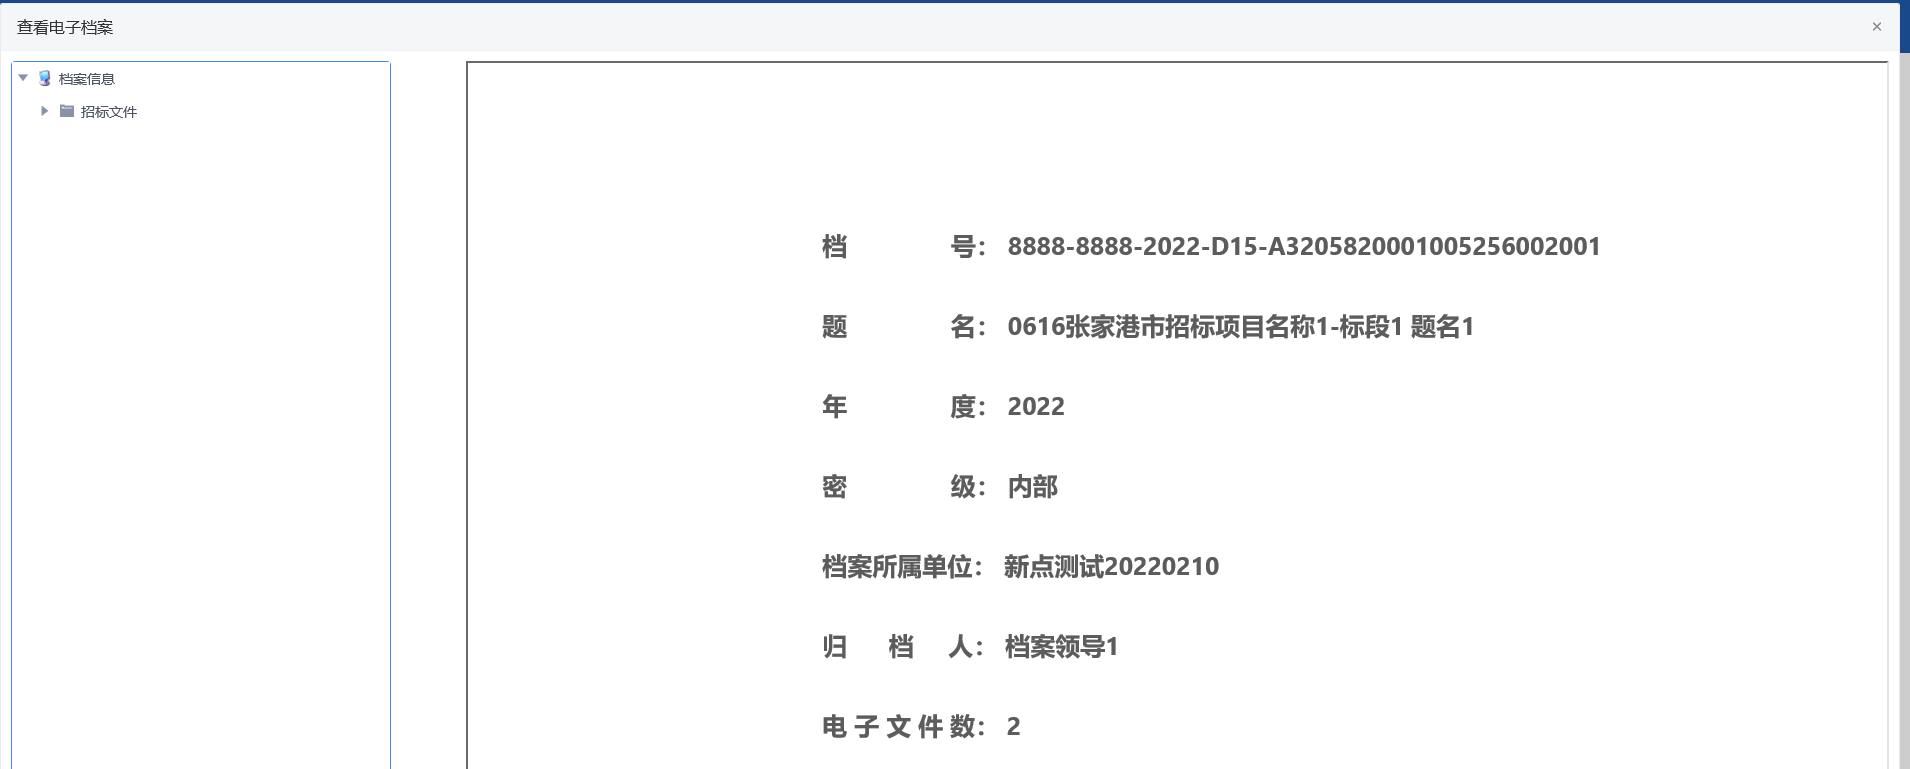 查看电子档案
档案信息
招标文件
档 号： 8888-8888-2022-D15-A3205820001005256002001
题 名： 0616张家港市招标项目名称1-标段1 题名1
年 度： 2022
密 级： 内部
档案所属单位： 新点测试20220210
归 档 人： 档案领导1
电 子 文 件 数： 2